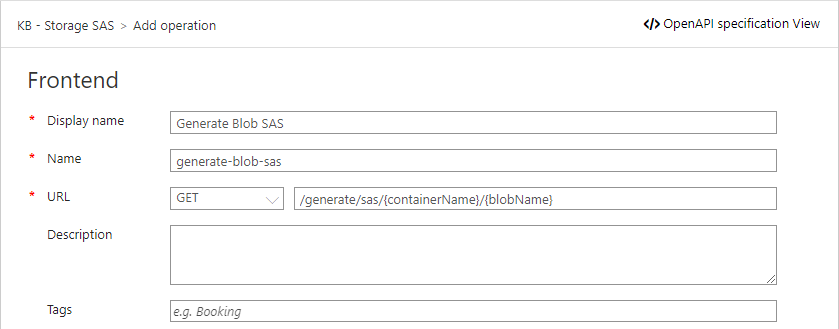 KB - Storage SAS > Add operation
</> OpenAPI specification View
Frontend
* Display name Generate Blob SAS
* Name generate-blob-sas
* URL GET /generate/sas/{containerName}/{blobName}
Description
Tags e.g. Booking